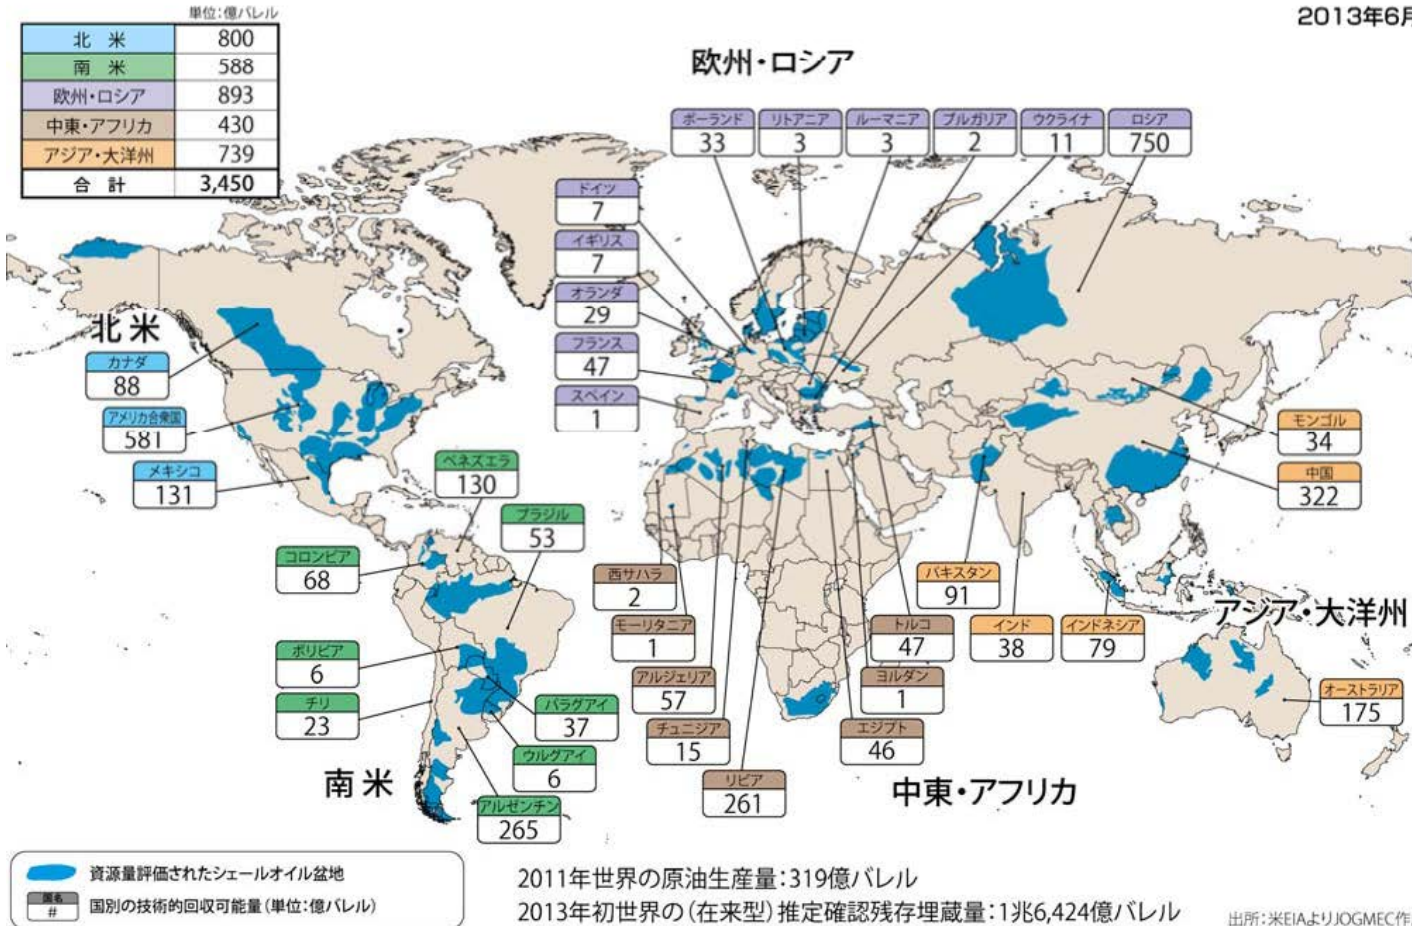 単位：億バレル
北 米 800
南 米 588
欧州・ロシア 893
中東・アフリカ 430
アジア・大洋州 739
合 計 3,450
2013年6月
欧州・ロシア
ポーランド リトアニア ルーマニア ブルガリア ウクライナ ロシア
33 3 3 2 11 750
ドイツ
7
イギリス
7
オランダ
29
フランス
47
スペイン
1
北米
カナダ
88
アメリカ合衆国
581
メキシコ
131
ベネズエラ
130
ブラジル
53
コロンビア
68
ボリビア
6
チリ
23
パラグアイ
37
ウルグアイ
6
アルゼンチン
265
南米
西サハラ
2
モーリタニア
1
アルジェリア
57
チュニジア
15
リビア
261
エジプト
46
ヨルダン
1
トルコ
47
中東・アフリカ
パキスタン
91
インド
38
インドネシア
79
モンゴル
34
中国
322
アジア・大洋州
オーストラリア
175
資源量評価されたシェールオイル盆地
国名
#
国別の技術的回収可能量（単位：億バレル）
2011年世界の原油生産量：319億バレル
2013年初世界の（在来型）推定確認残存埋蔵量：1兆6,424億バレル
出所：米EIAよりJOGMEC作